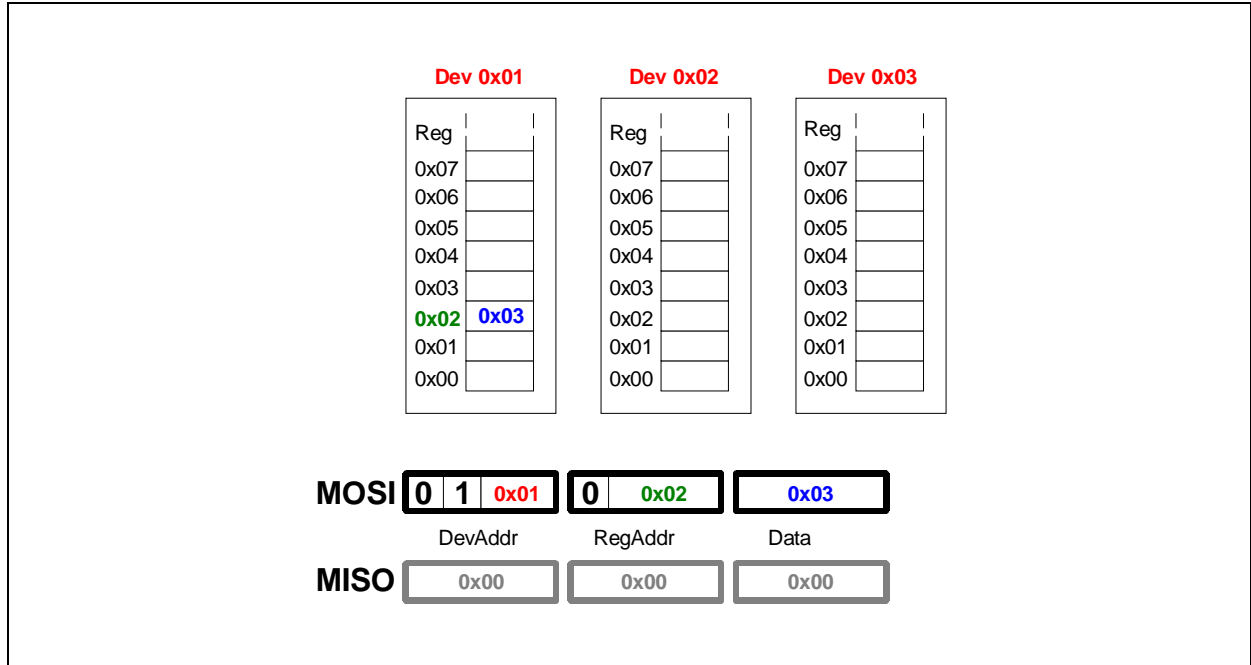 Dev 0x01 Dev 0x02 Dev 0x03
Reg Reg Reg
0x07 0x07 0x07
0x06 0x06 0x06
0x05 0x05 0x05
0x04 0x04 0x04
0x03 0x03 0x03
0x02 0x03 0x02 0x02
0x01 0x01 0x01
0x00 0x00 0x00
MOSI 0 1 0x01 0 0x02 0x03
DevAddr RegAddr Data
MISO 0x00 0x00 0x00